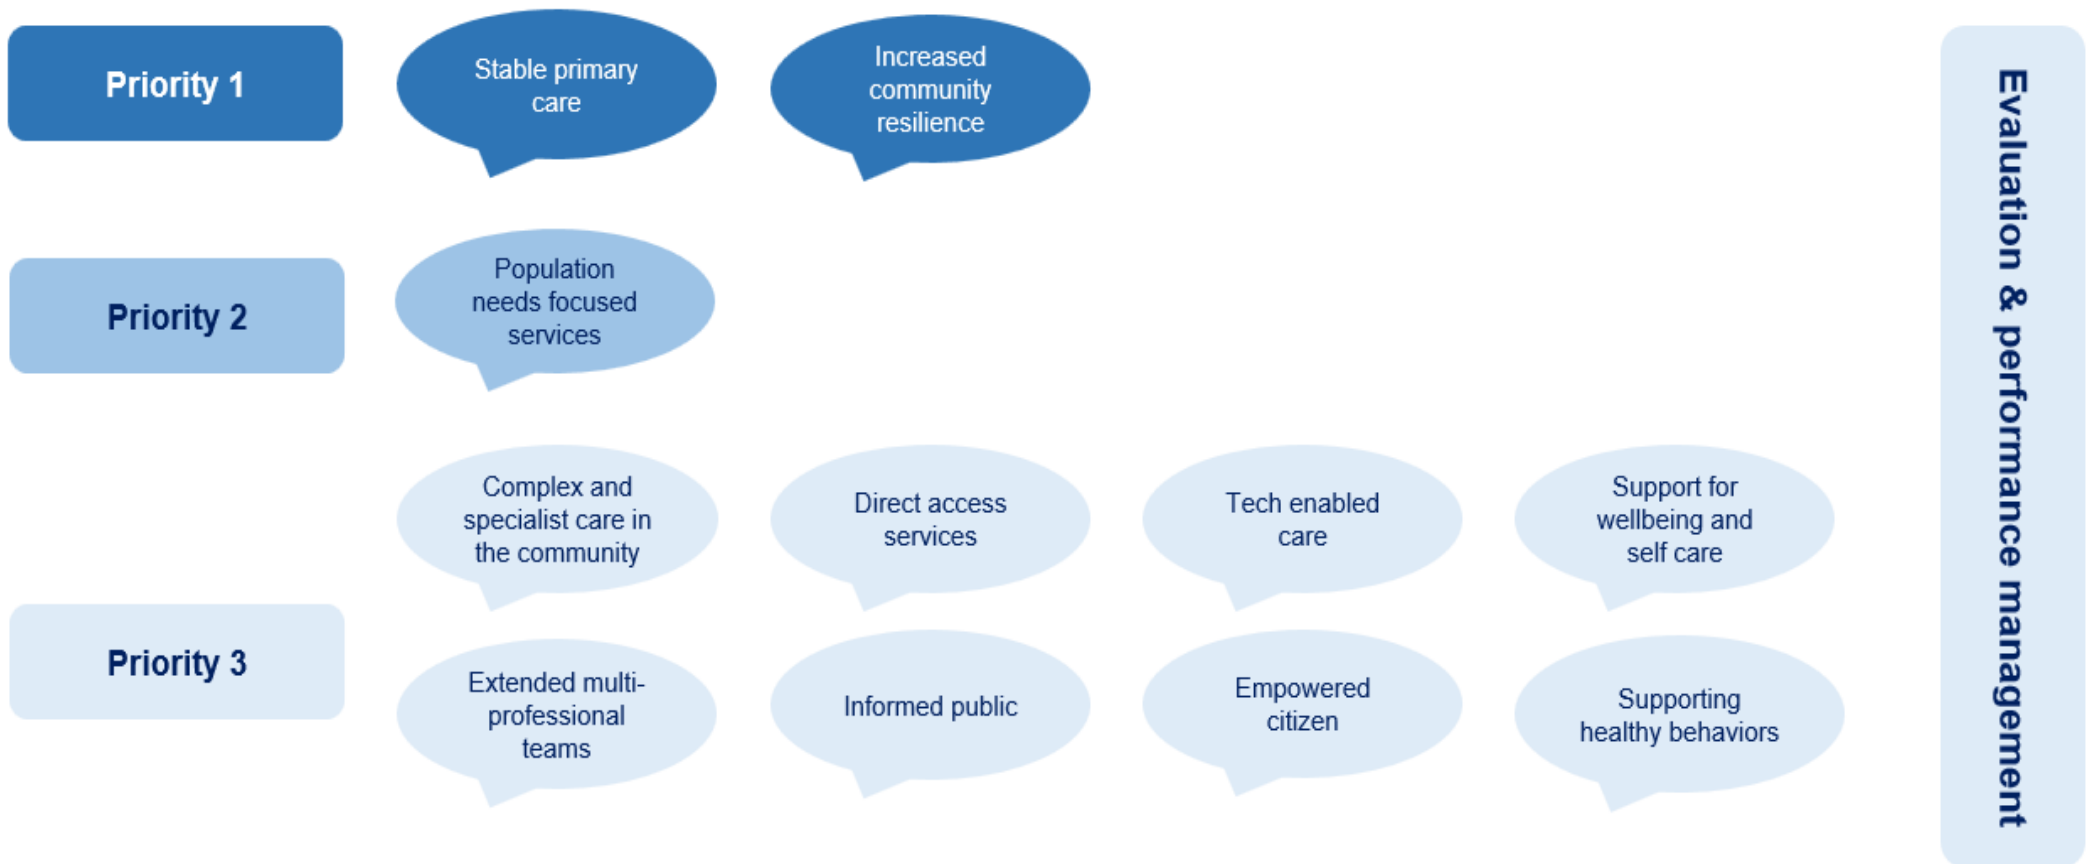 Priority 1
Stable primary
care
Increased
community
resilience
Priority 2
Population
needs focused
services
Priority 3
Complex and
specialist care in
the community
Direct access
services
Tech enabled
care
Support for
wellbeing and
self care
Extended multi-
professional
teams
Informed public
Empowered
citizen
Supporting
healthy behaviors
Evaluation & performance management